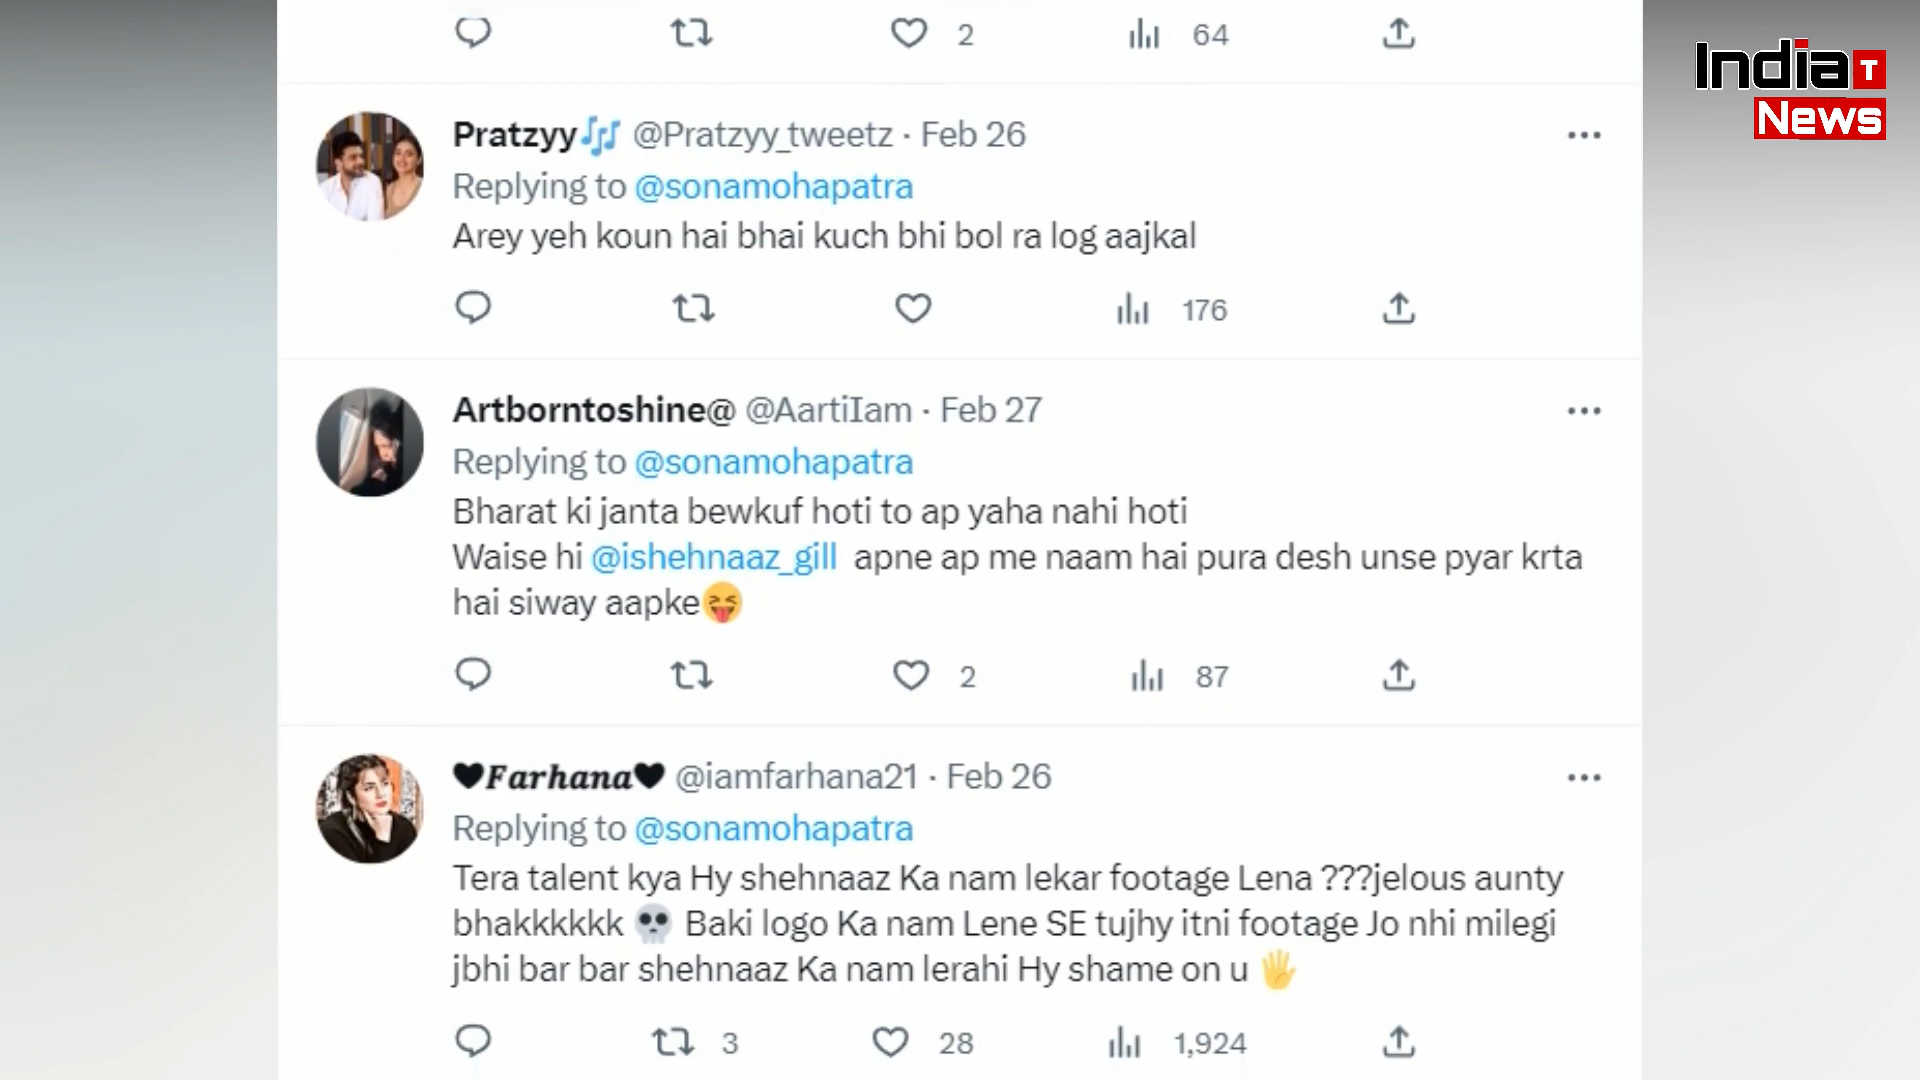 2 64
India T
News
Pratzyy🎶 @Pratzyy_tweetz · Feb 26
Replying to @sonamohapatra
Arey yeh koun hai bhai kuch bhi bol ra log aajkal
176
Artborntoshine@ @AartiIam · Feb 27
Replying to @sonamohapatra
Bharat ki janta bewkuf hoti to ap yaha nahi hoti
Waise hi @ishehnaaz_gill apne ap me naam hai pura desh unse pyar krta
hai siway aapke😝
2 87
🖤Farhana🖤 @iamfarhana21 · Feb 26
Replying to @sonamohapatra
Tera talent kya Hy shehnaaz Ka nam lekar footage Lena ???jelous aunty
bhakkkkkk 💀 Baki logo Ka nam Lene SE tujhy itni footage Jo nhi milegi
jbhi bar bar shehnaaz Ka nam lerahi Hy shame on u 🖐
3 28 1,924